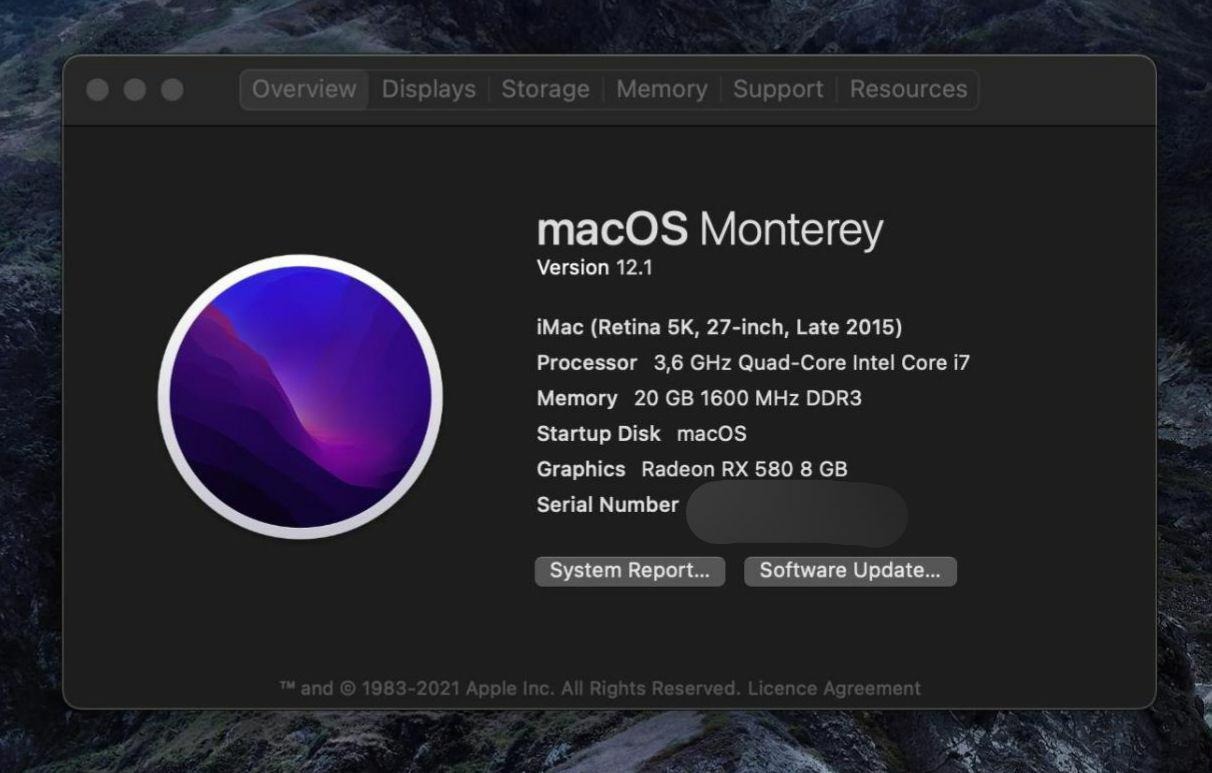 Overview Displays Storage Memory Support Resources
macOS Monterey
Version 12.1
iMac (Retina 5K, 27-inch, Late 2015)
Processor 3,6 GHz Quad-Core Intel Core i7
Memory 20 GB 1600 MHz DDR3
Startup Disk macOS
Graphics Radeon RX 580 8 GB
Serial Number
System Report... Software Update...
™ and © 1983-2021 Apple Inc. All Rights Reserved. Licence Agreement